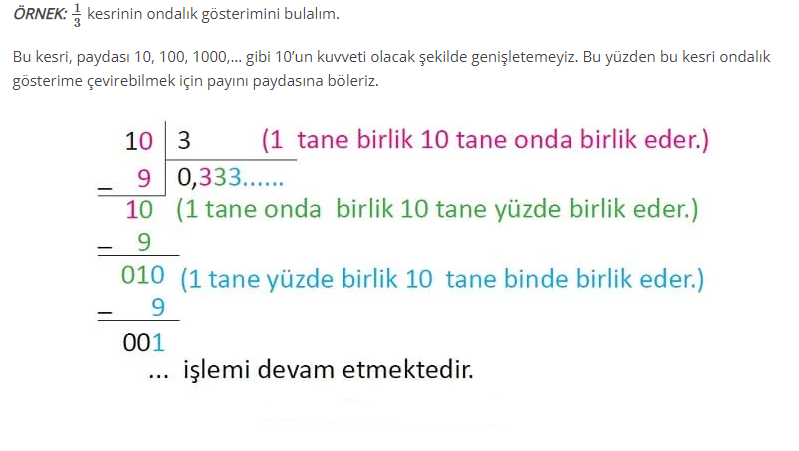 ÖRNEK: 1/3 kesrinin ondalık gösterimini bulalım.
Bu kesri, paydası 10, 100, 1000,... gibi 10'un kuvveti olacak şekilde genişletemeyiz. Bu yüzden bu kesri ondalık
gösterime çevirebilmek için payını paydasına böleriz.
10 3 (1 tane birlik 10 tane onda birlik eder.)
_ 9 0,333......
10 (1 tane onda birlik 10 tane yüzde birlik eder.)
_ 9
010 (1 tane yüzde birlik 10 tane binde birlik eder.)
_ 9
001
... işlemi devam etmektedir.